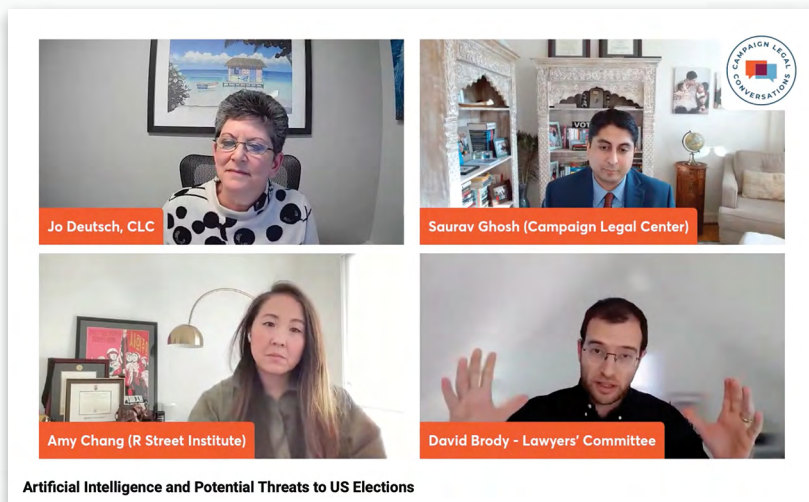 CAMPAIGN LEGAL
CONVERSATIONS
VOT
Jo Deutsch, CLC
Saurav Ghosh (Campaign Legal Center)
Amy Chang (R Street Institute)
David Brody - Lawyers' Committee
Artificial Intelligence and Potential Threats to US Elections